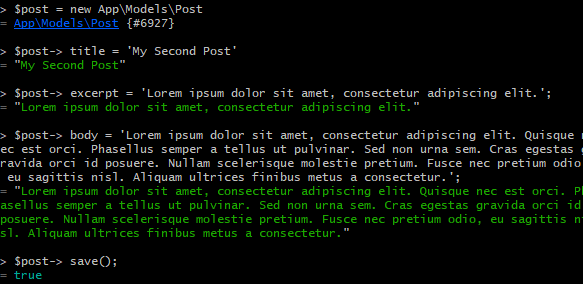 > $post = new App\Models\Post
= App\Models\Post {#6927}
> $post-> title = 'My Second Post'
= "My Second Post"
> $post-> excerpt = 'Lorem ipsum dolor sit amet, consectetur adipiscing elit.';
= "Lorem ipsum dolor sit amet, consectetur adipiscing elit."
> $post-> body = 'Lorem ipsum dolor sit amet, consectetur adipiscing elit. Quisque n
ec est orci. Phasellus semper a tellus ut pulvinar. Sed non urna sem. Cras egestas g
ravida orci id posuere. Nullam scelerisque molestie pretium. Fusce nec pretium odio
 eu sagittis nisl. Aliquam ultrices finibus metus a consectetur.';
= "Lorem ipsum dolor sit amet, consectetur adipiscing elit. Quisque nec est orci. Ph
asellus semper a tellus ut pulvinar. Sed non urna sem. Cras egestas gravida orci id
posuere. Nullam scelerisque molestie pretium. Fusce nec pretium odio, eu sagittis ni
sl. Aliquam ultrices finibus metus a consectetur."
> $post-> save();
= true